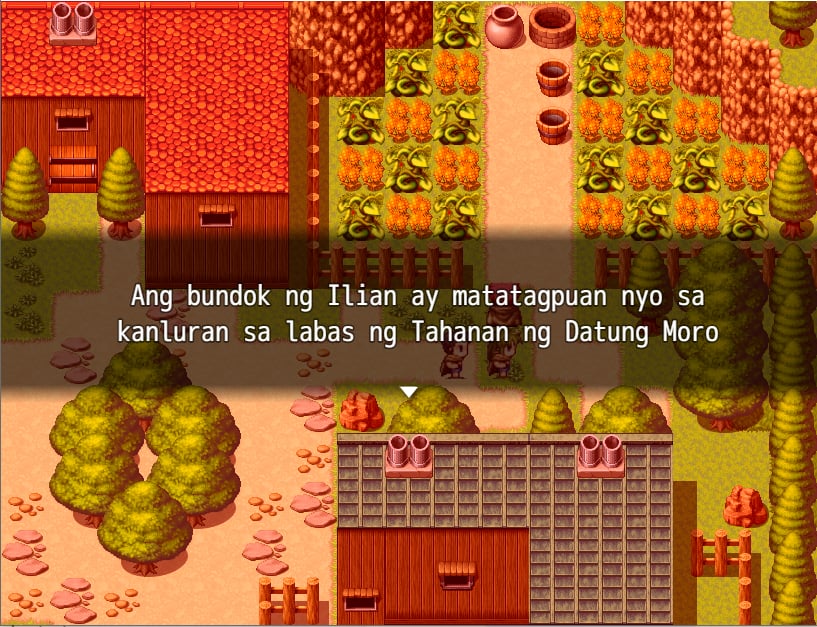 Ang bundok ng Ilian ay matatagpuan nyo sa
kanluran sa labas ng Tahanan ng Datung Moro